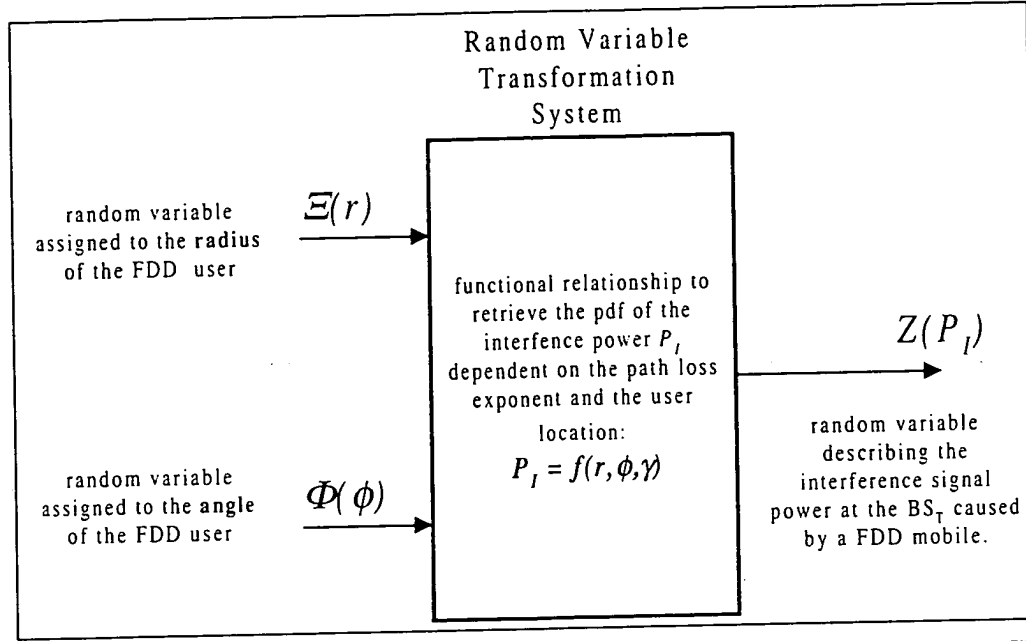 Random Variable
Transformation
System
random variable
assigned to the radius
of the FDD user
Ξ(r)
random variable
assigned to the angle
of the FDD user
Φ(ϕ)
functional relationship to
retrieve the pdf of the
interfence power P_I
dependent on the path loss
exponent and the user
location:
P_I = f(r,ϕ,γ)
Z(P_I)
random variable
describing the
interference signal
power at the BS_T caused
by a FDD mobile.